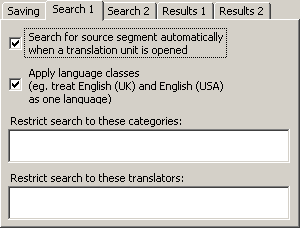 Saving Search 1 Search 2 Results 1 Results 2
Search for source segment automatically
when a translation unit is opened
Apply language classes
(eg. treat English (UK) and English (USA)
as one language)
Restrict search to these categories:
Restrict search to these translators: